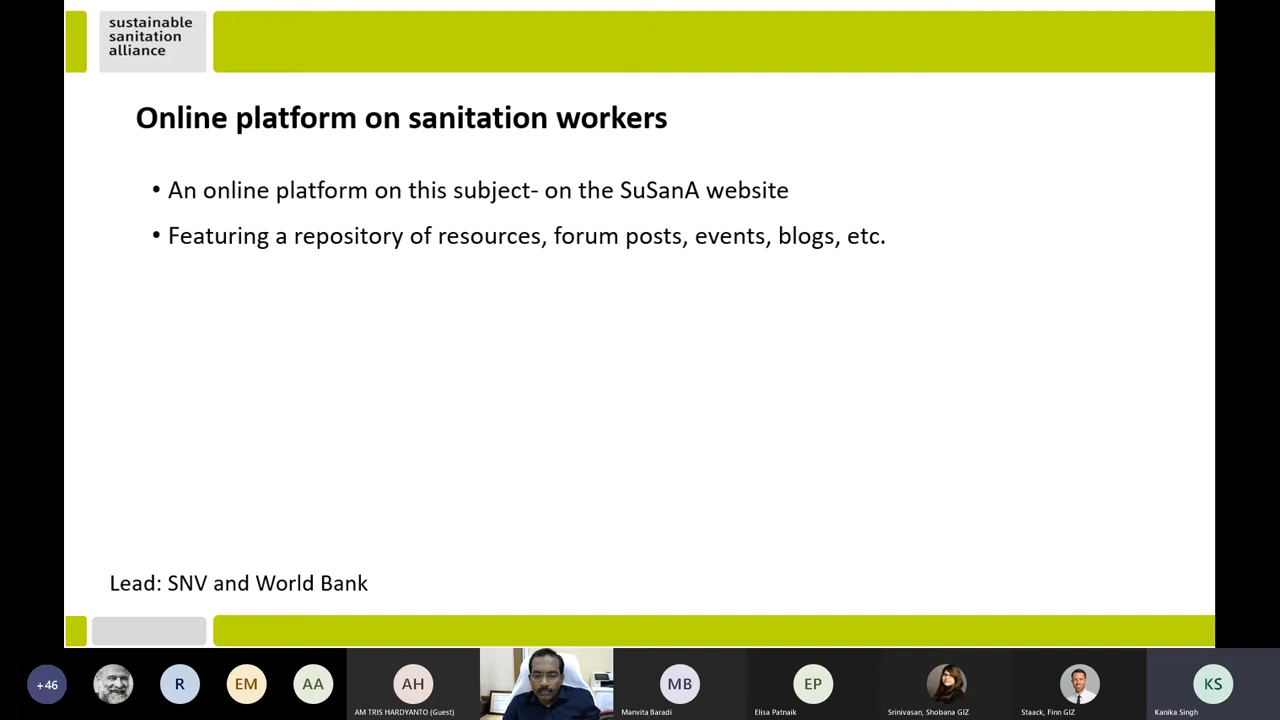 sustainable
sanitation
alliance
Online platform on sanitation workers
• An online platform on this subject- on the SuSanA website
• Featuring a repository of resources, forum posts, events, blogs, etc.
Lead: SNV and World Bank
+46
R
EM
AA
AH
MB
EP
KS
AM TRIS HARDYANTO (Guest)
Manvita Baradi
Elisa Patnaik
Srinivasan, Shobana GIZ
Staack, Finn GIZ
Kanika Singh